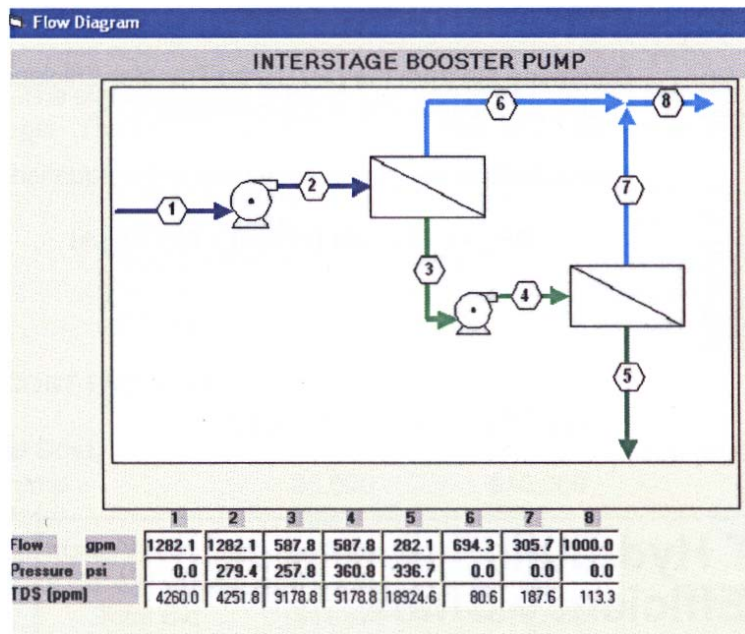 Flow Diagram
INTERSTAGE BOOSTER PUMP
6
8
1
2
7
3
4
5
1 2 3 4 5 6 7 8
Flow gpm 1282.1 1282.1 587.8 587.8 282.1 694.3 305.7 1000.0
Pressure psi 0.0 279.4 257.8 360.8 336.7 0.0 0.0 0.0
TDS (ppm) 4260.0 4251.8 9178.8 9178.8 18924.6 80.6 187.6 113.3